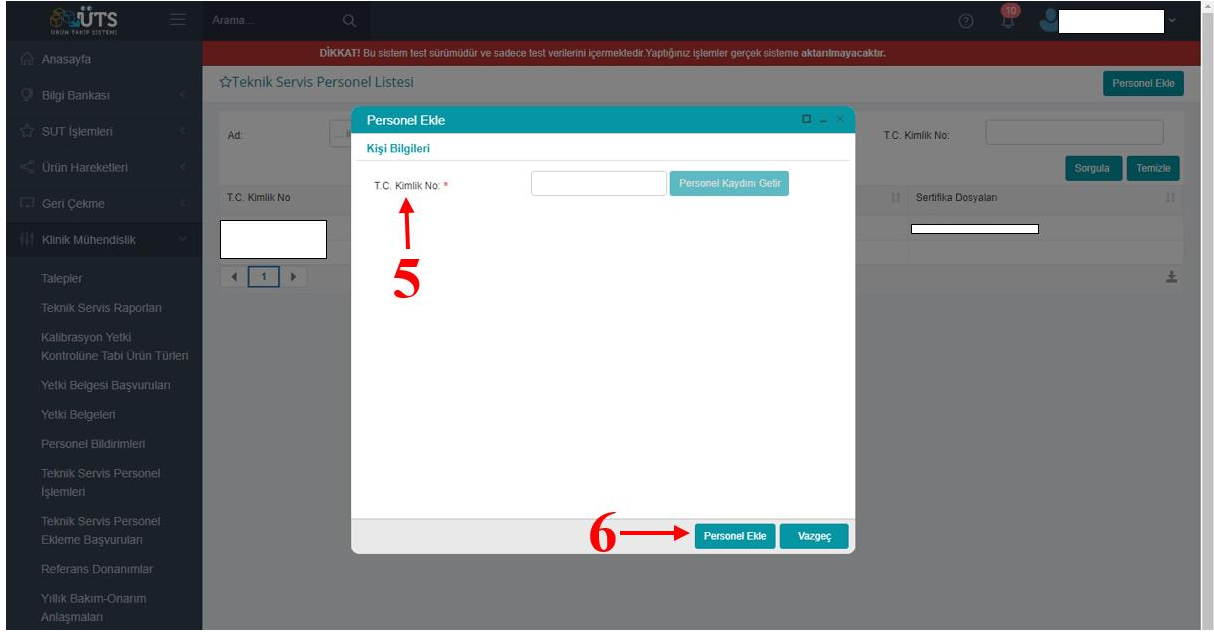 ÜTS
ÜRÜN TAKİP SİSTEMİ
Arama...
10
DİKKAT! Bu sistem test sürümüdür ve sadece test verilerini içermektedir.Yaptığınız işlemler gerçek sisteme aktarılmayacaktır.
Anasayfa
Bilgi Bankası
SUT İşlemleri
Ürün Hareketleri
Geri Çekme
Klinik Mühendislik
Talepler
Teknik Servis Raporları
Kalibrasyon Yetki
Kontrolüne Tabi Ürün Türleri
Yetki Belgesi Başvuruları
Yetki Belgeleri
Personel Bildirimleri
Teknik Servis Personel
İşlemleri
Teknik Servis Personel
Ekleme Başvuruları
Referans Donanımlar
Yıllık Bakım-Onarım
Anlaşmaları
Teknik Servis Personel Listesi
Personel Ekle
Ad:
T.C. Kimlik No:
Sorgula
Temizle
T.C. Kimlik No
Sertifika Dosyaları
1
Personel Ekle
Kişi Bilgileri
T.C. Kimlik No: *
Personel Kaydını Getir
5
6
Personel Ekle
Vazgeç